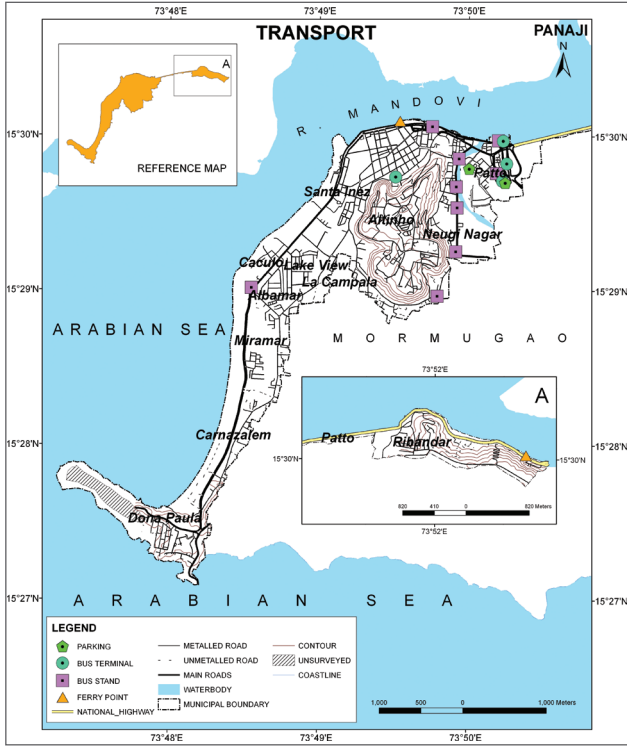 73°48'
73°49'
73°50'
TRANSPORT
PANAJI
N
A
REFERENCE MAP
R. MANDOVI
15°30'N
15°30'N
Santa Inez
Patto
Altinho
Neugi Nagar
Caculo
Lake View
La Campala
Albamar
15°29'N
15°29'N
ARABIAN SEA
MORMUGAO
Miramar
73°52'E
A
Patto
Ribandar
15°30'N
15°30'N
820 410 0 820 Meters
73°52'E
Carnazalem
15°28'N
15°28'N
Dona Paula
15°27'N
15°27'N
ARABIAN SEA
LEGEND
PARKING
BUS TERMINAL
BUS STAND
FERRY POINT
NATIONAL_HIGHWAY
METALLED ROAD
UNMETALLED ROAD
MAIN ROADS
WATERBODY
MUNICIPAL BOUNDARY
CONTOUR
UNSURVEYED
COASTLINE
1,000 500 0 1,000 Meters
73°48'E
73°49'E
73°50'E